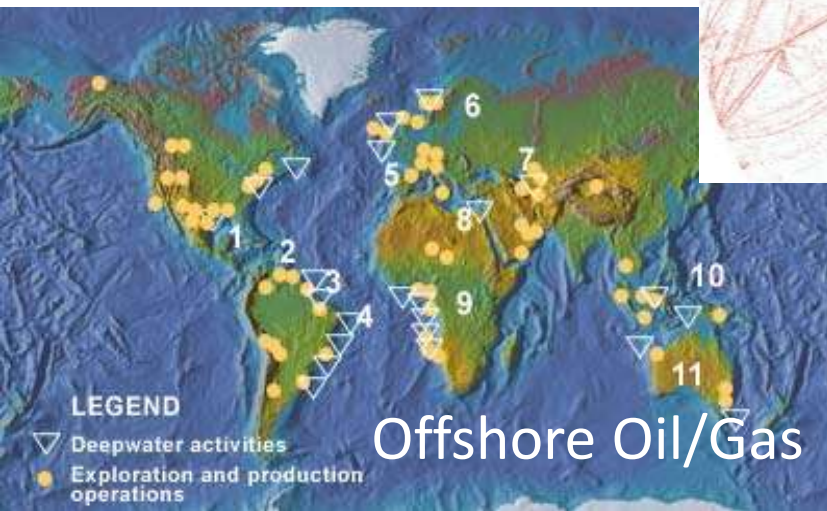 6
7
5
8
1
2
10
3
9
4
11
LEGEND
Deepwater activities
Exploration and production
operations
Offshore Oil/Gas